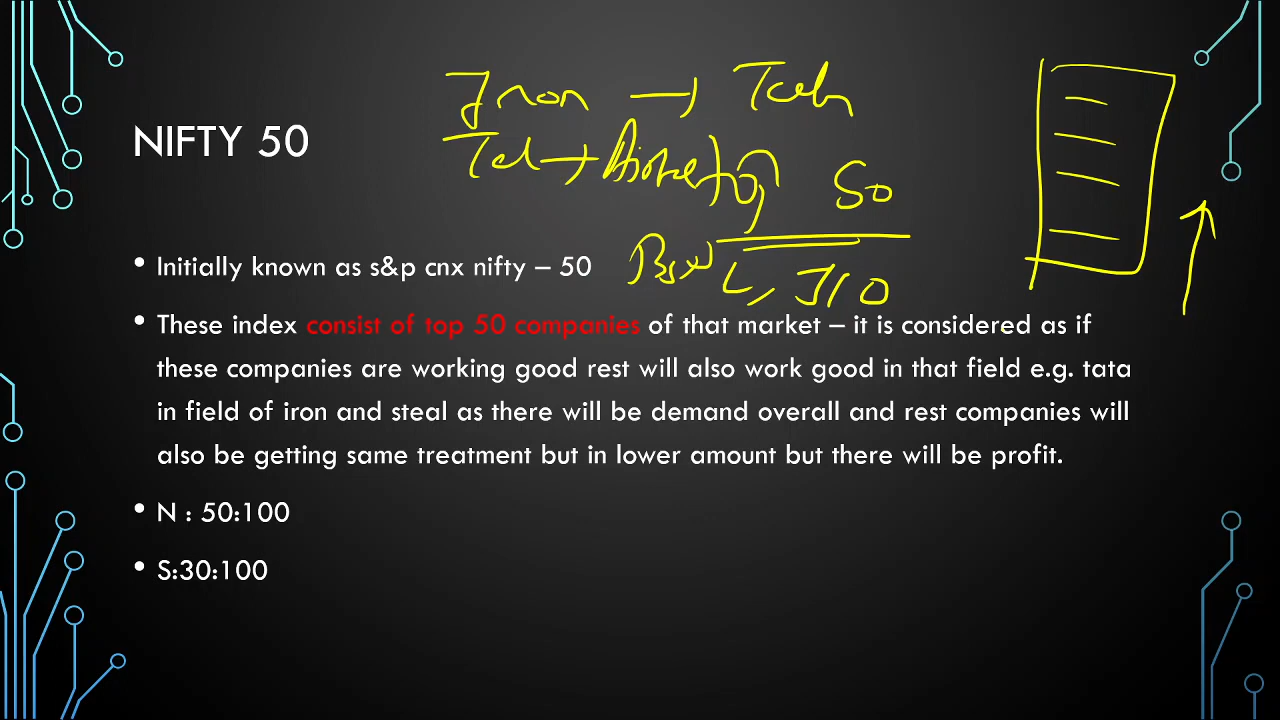 Iron → Tata
Tel → Airtel
50
NIFTY 50
JIO
• Initially known as s&p cnx nifty – 50
• These index consist of top 50 companies of that market – it is considered as if
these companies are working good rest will also work good in that field e.g. tata
in field of iron and steal as there will be demand overall and rest companies will
also be getting same treatment but in lower amount but there will be profit.
• N : 50:100
• S:30:100